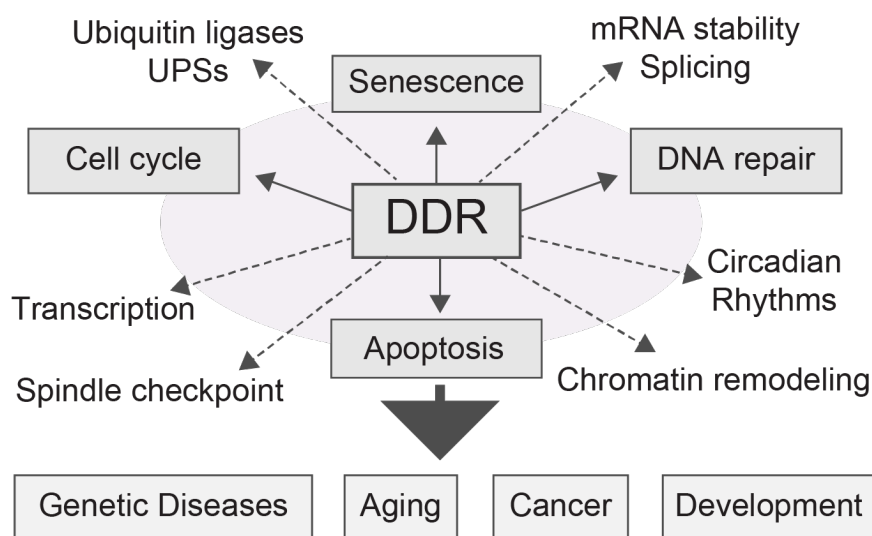 Ubiquitin ligases
UPSs
mRNA stability
Splicing
Senescence
Cell cycle
DNA repair
DDR
Circadian
Rhythms
Transcription
Apoptosis
Spindle checkpoint
Chromatin remodeling
Genetic Diseases
Aging
Cancer
Development